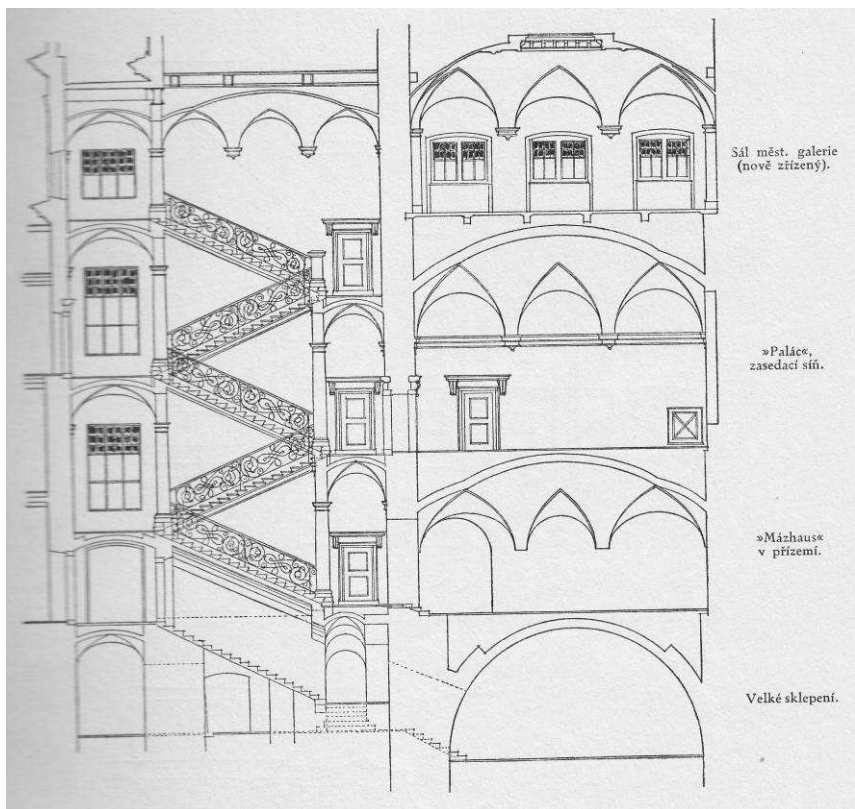 Sál měst. galerie
(nově zřízený).
»Palác«,
zasedací síň.
»Mázhaus«
v přízemí.
Velké sklepení.